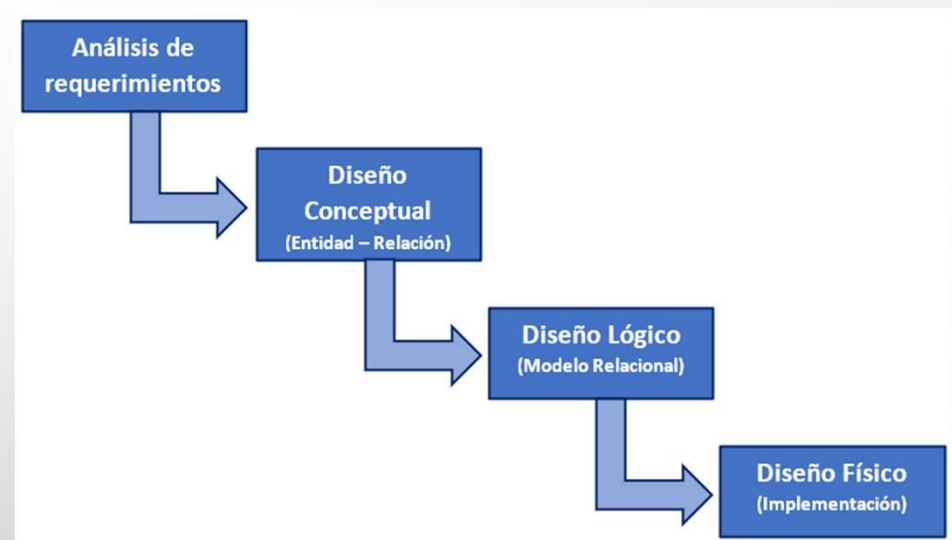 Análisis de
requerimientos
Diseño
Conceptual
(Entidad – Relación)
Diseño Lógico
(Modelo Relacional)
Diseño Físico
(Implementación)